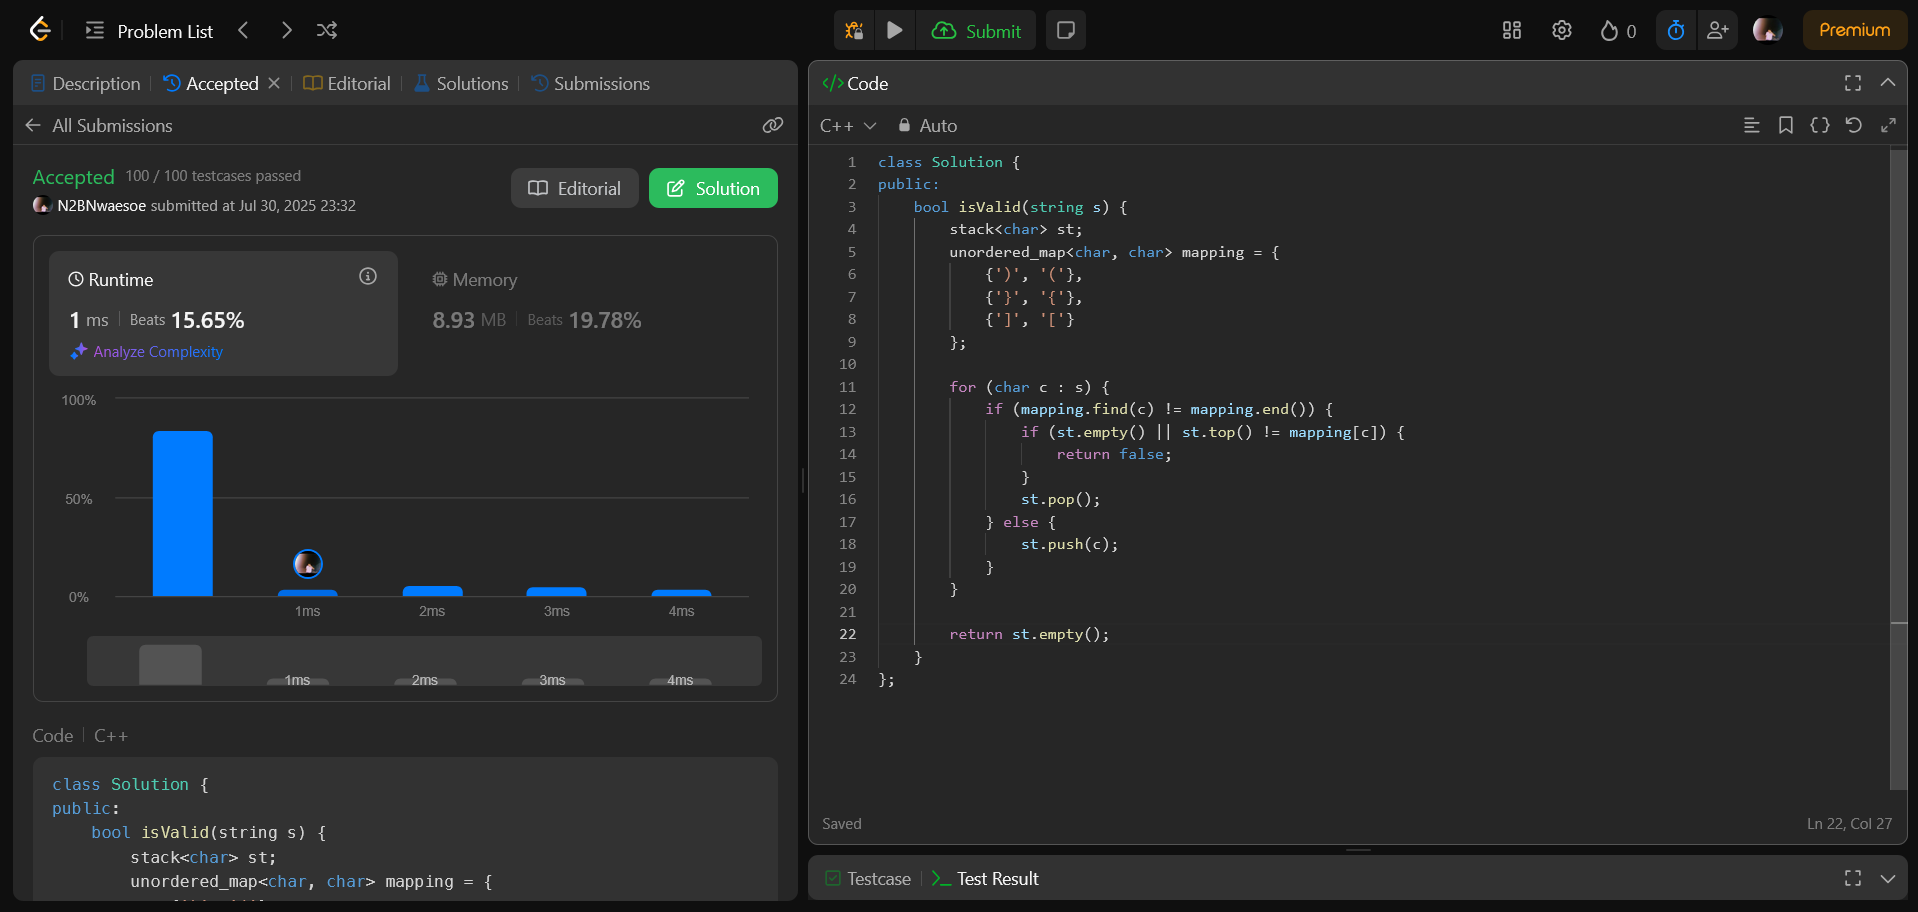 Problem List
Submit
0
Premium
Description
Accepted
Editorial
Solutions
Submissions
All Submissions
Accepted 100 / 100 testcases passed
N2BNwaesoe submitted at Jul 30, 2025 23:32
Editorial
Solution
Runtime
1 ms Beats 15.65%
Analyze Complexity
Memory
8.93 MB Beats 19.78%
100%
50%
0%
1ms 2ms 3ms 4ms
1ms 2ms 3ms 4ms
Code C++
class Solution {
public:
    bool isValid(string s) {
        stack<char> st;
        unordered_map<char, char> mapping = {
</> Code
C++ Auto
1 class Solution {
2 public:
3     bool isValid(string s) {
4         stack<char> st;
5         unordered_map<char, char> mapping = {
6             {')', '('},
7             {'}', '{'},
8             {']', '['}
9         };
10
11         for (char c : s) {
12             if (mapping.find(c) != mapping.end()) {
13                 if (st.empty() || st.top() != mapping[c]) {
14                     return false;
15                 }
16                 st.pop();
17             } else {
18                 st.push(c);
19             }
20         }
21
22         return st.empty();
23     }
24 };
Saved
Ln 22, Col 27
Testcase
Test Result